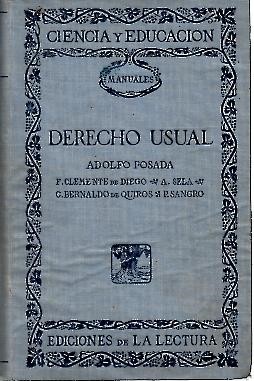 CIENCIA Y EDUCACION
MANUALES
DERECHO USUAL
ADOLFO POSADA
F. CLEMENTE DE DIEGO A. SELA
C. BERNALDO DE QUIROS P. SANGRO
EDICIONES DE LA LECTURA